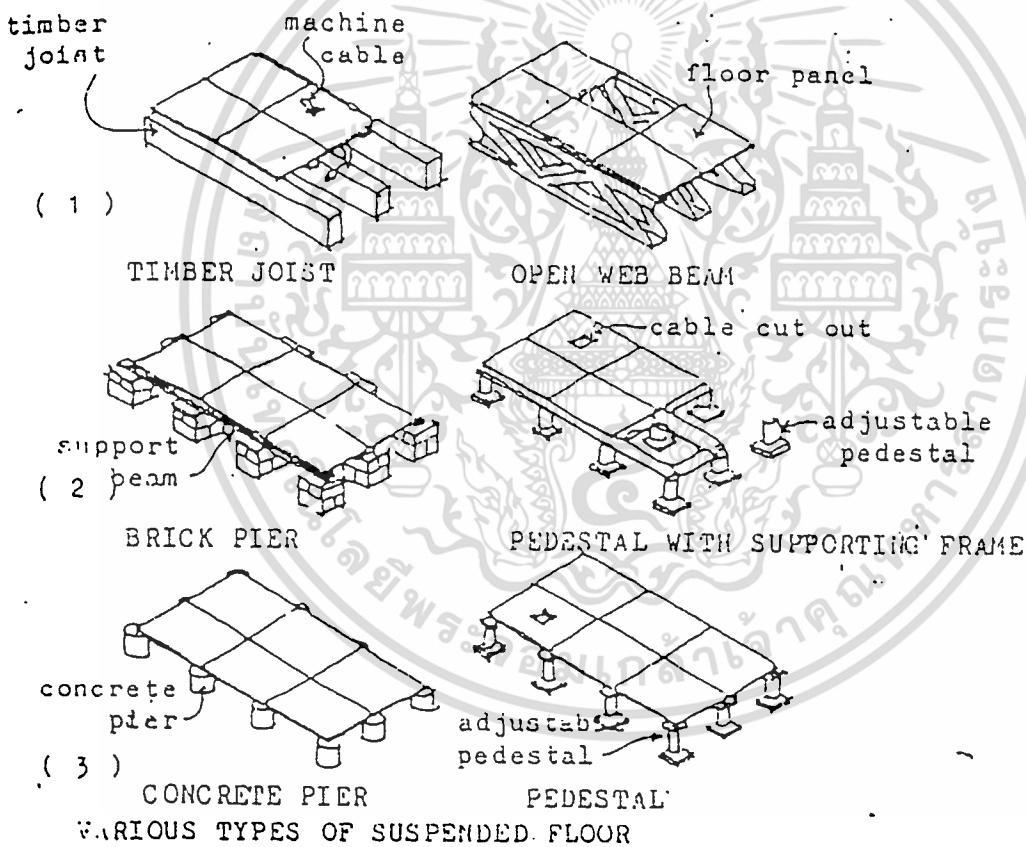 timber
joist
machine
cable
floor panel
( 1 )
TIMBER JOIST
OPEN WEB BEAM
cable cut out
support
beam
adjustable
pedestal
( 2 )
BRICK PIER
PEDESTAL WITH SUPPORTING FRAME
concrete
pier
adjustable
pedestal
( 3 )
CONCRETE PIER
PEDESTAL
VARIOUS TYPES OF SUSPENDED FLOOR